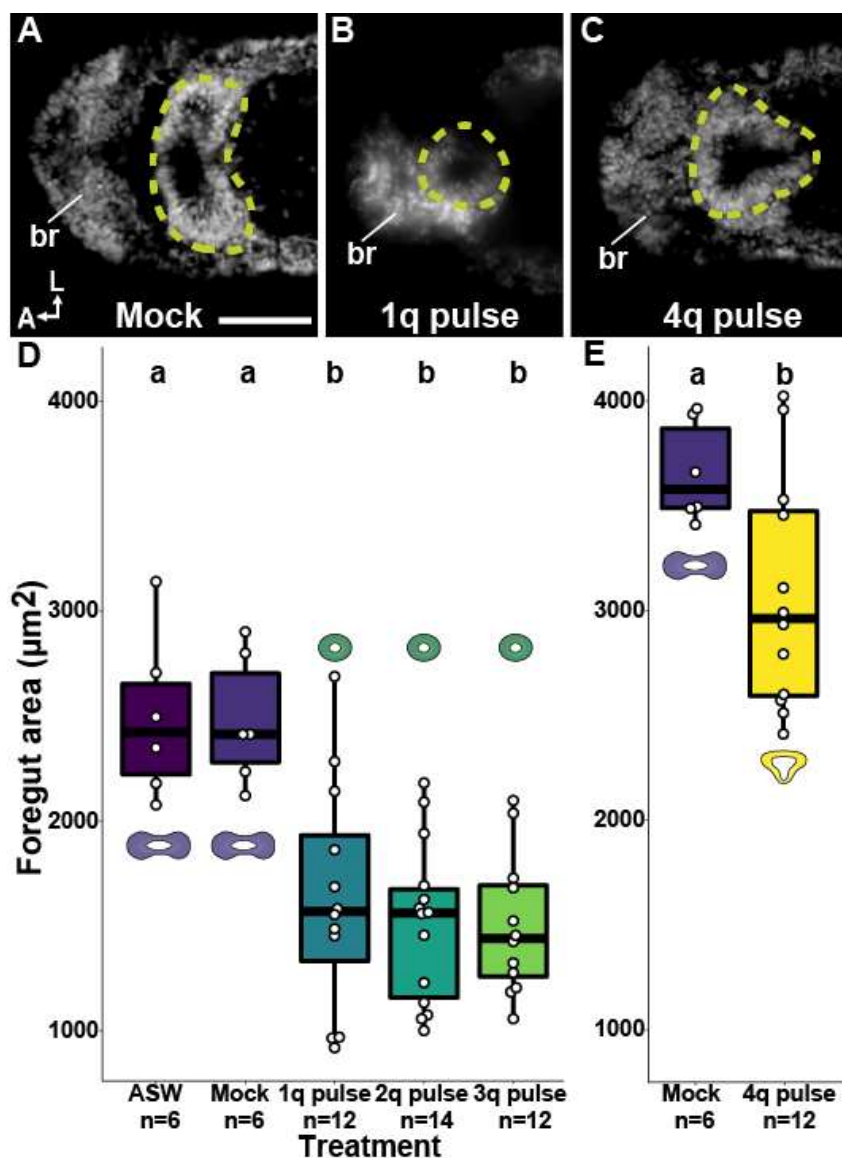 A
B
C
br
br
br
L
A
Mock
1q pulse
4q pulse
D
E
a
a
b
b
b
a
b
4000
3000
2000
1000
4000
3000
2000
1000
Foregut area (µm2)
ASW
n=6
Mock
n=6
1q pulse
n=12
2q pulse
n=14
3q pulse
n=12
Mock
n=6
4q pulse
n=12
Treatment